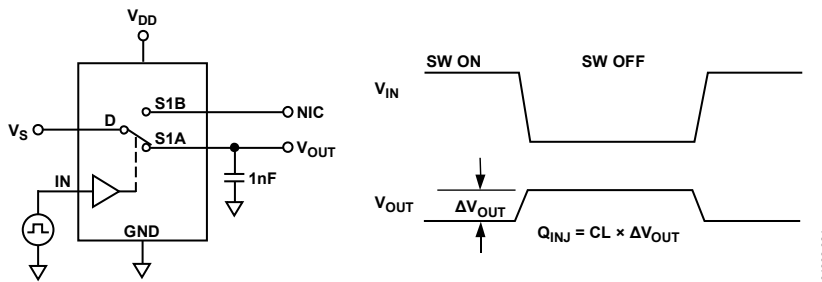 VDD
S1B
NIC
VS
D
S1A
VOUT
IN
1nF
GND
SW ON
SW OFF
VIN
VOUT
ΔVOUT
QINJ = CL × ΔVOUT